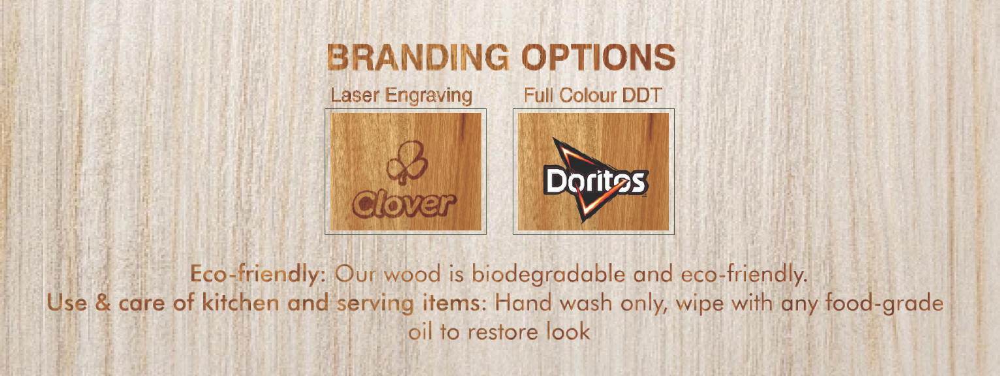 BRANDING OPTIONS
Laser Engraving Full Colour DDT
Clover
Doritos
Eco-friendly: Our wood is biodegradable and eco-friendly.
Use & care of kitchen and serving items: Hand wash only, wipe with any food-grade
oil to restore look